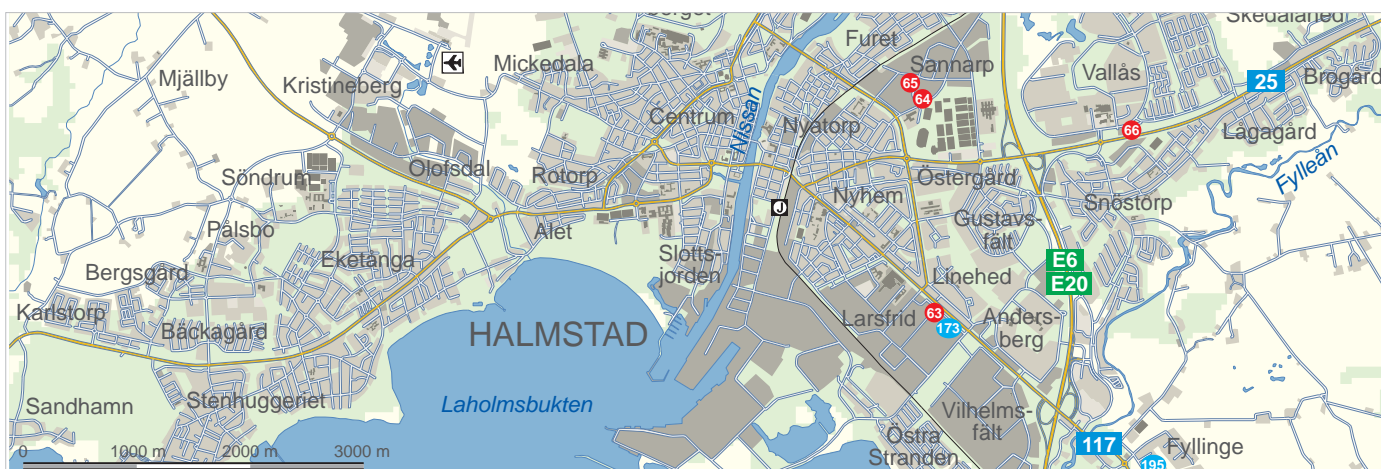 Skedalahed
Furet
Sannarp
Mickedala
Mjällby
Kristineberg
Vallås
25
Brogård
65
64
66
Centrum
Nissan
Nyatorp
Lågagård
Fylleån
Olofsdal
Söndrum
Rotorp
Östergård
Snöstorp
Nyhem
Gustavs-
fält
J
Pålsbo
Alet
Eketånga
Slotts-
jorden
E6
E20
Bergsgård
Linehed
Karlstorp
Bäckagård
HALMSTAD
Larsfrid
63
173
Anders-
berg
Sandhamn
Stenhuggeriet
Laholmsbukten
Vilhelms-
fält
Östra
Stranden
117
Fyllinge
195
0 1000 m 2000 m 3000 m